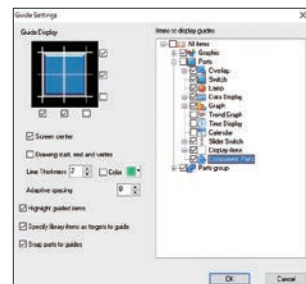 Guide Settings
Guide Display
Screen center
Drawing start, end and vertex
Line Thickness 2 Color
Adaptive spacing 8
Highlight guided items
Specify library items as targets to guide
Snap parts to guides
Items to display guides
All items
Graphic
Parts
Overlap
Switch
Lamp
Data Display
Graph
Trend Graph
Time Display
Calendar
Slider Switch
Display Area
Component Parts
Parts group
OK Cancel